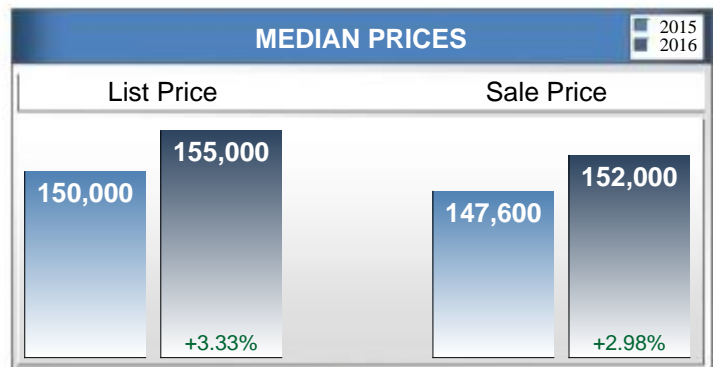 MEDIAN PRICES
2015
2016
List Price
Sale Price
150,000
155,000
+3.33%
147,600
152,000
+2.98%